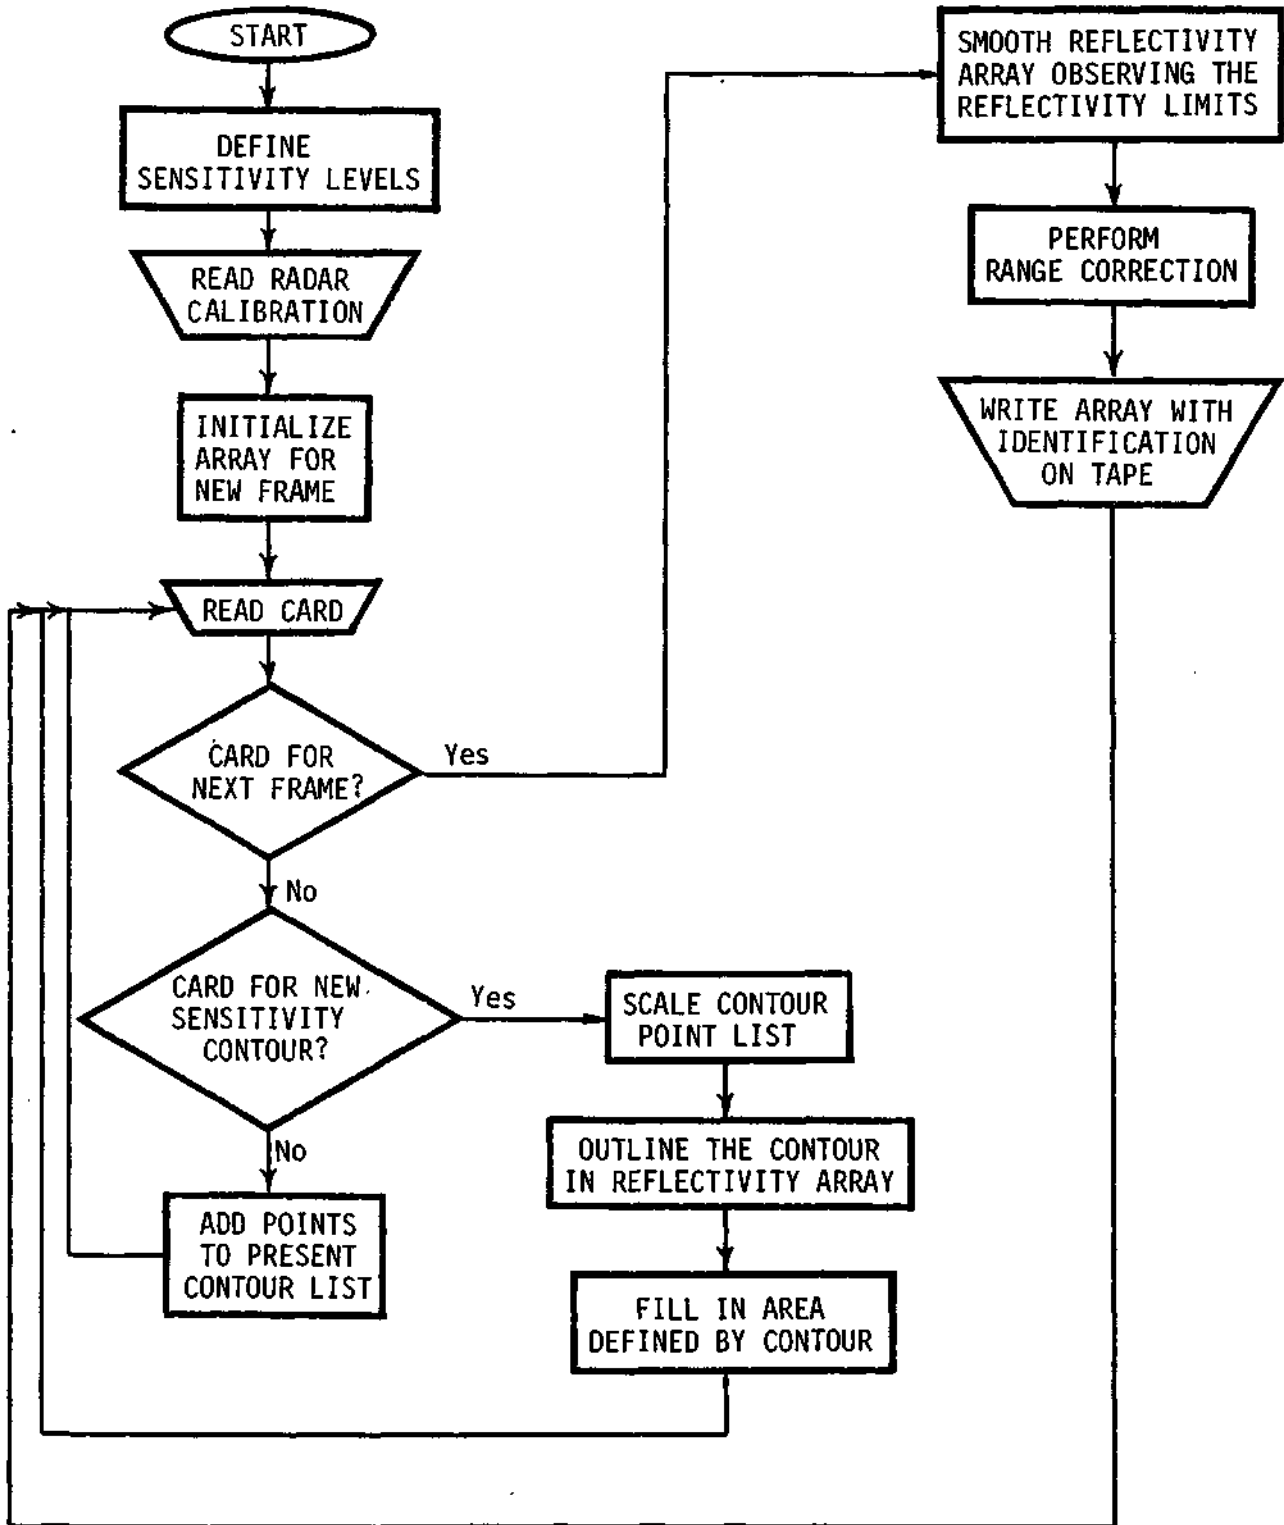 START
DEFINE
SENSITIVITY LEVELS
READ RADAR
CALIBRATION
INITIALIZE
ARRAY FOR
NEW FRAME
READ CARD
CARD FOR
NEXT FRAME?
Yes
No
CARD FOR NEW
SENSITIVITY
CONTOUR?
Yes
No
ADD POINTS
TO PRESENT
CONTOUR LIST
SCALE CONTOUR
POINT LIST
OUTLINE THE CONTOUR
IN REFLECTIVITY ARRAY
FILL IN AREA
DEFINED BY CONTOUR
SMOOTH REFLECTIVITY
ARRAY OBSERVING THE
REFLECTIVITY LIMITS
PERFORM
RANGE CORRECTION
WRITE ARRAY WITH
IDENTIFICATION
ON TAPE